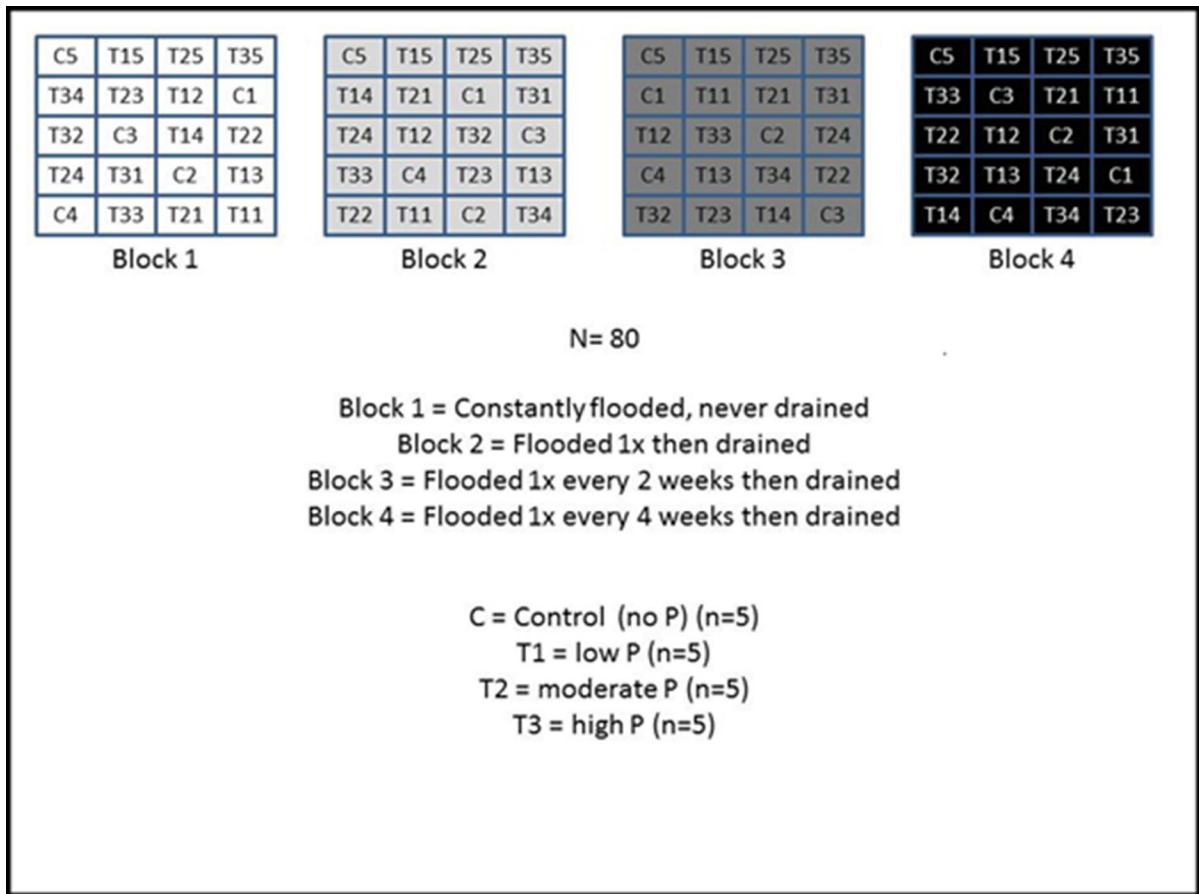 C5 T15 T25 T35
T34 T23 T12 C1
T32 C3 T14 T22
T24 T31 C2 T13
C4 T33 T21 T11
Block 1
C5 T15 T25 T35
T14 T21 C1 T31
T24 T12 T32 C3
T33 C4 T23 T13
T22 T11 C2 T34
Block 2
C5 T15 T25 T35
C1 T11 T21 T31
T12 T33 C2 T24
C4 T13 T34 T22
T32 T23 T14 C3
Block 3
C5 T15 T25 T35
T33 C3 T21 T11
T22 T12 C2 T31
T32 T13 T24 C1
T14 C4 T34 T23
Block 4
N= 80
Block 1 = Constantly flooded, never drained
Block 2 = Flooded 1x then drained
Block 3 = Flooded 1x every 2 weeks then drained
Block 4 = Flooded 1x every 4 weeks then drained
C = Control (no P) (n=5)
T1 = low P (n=5)
T2 = moderate P (n=5)
T3 = high P (n=5)